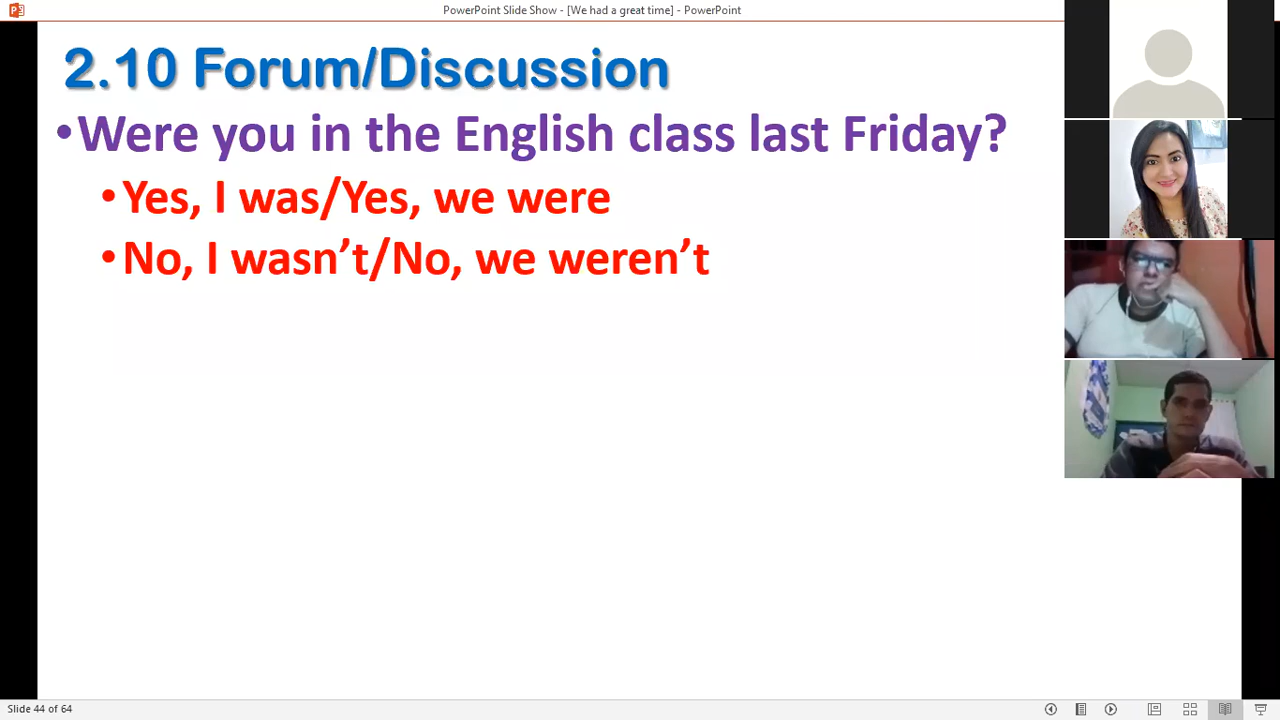 PowerPoint Slide Show - [We had a great time] - PowerPoint
2.10 Forum/Discussion
•Were you in the English class last Friday?
•Yes, I was/Yes, we were
•No, I wasn’t/No, we weren’t
Slide 44 of 64